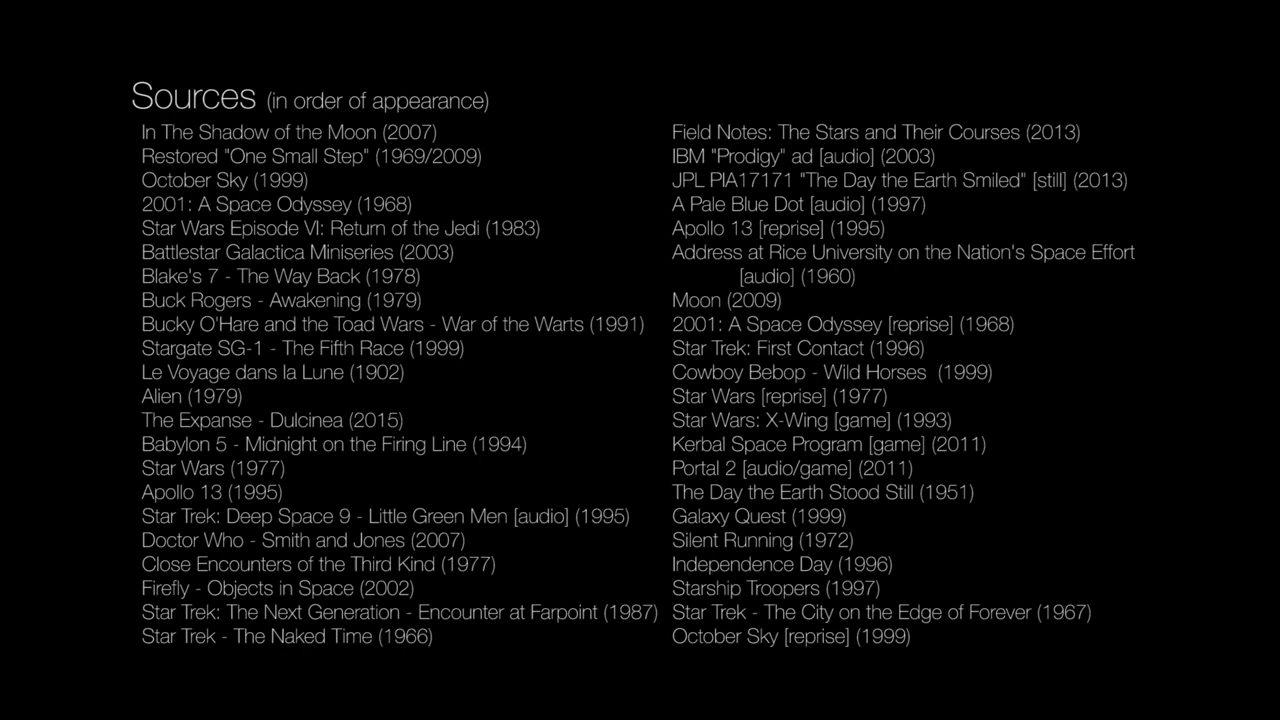 Sources (in order of appearance)
In The Shadow of the Moon (2007)
Restored "One Small Step" (1969/2009)
October Sky (1999)
2001: A Space Odyssey (1968)
Star Wars Episode VI: Return of the Jedi (1983)
Battlestar Galactica Miniseries (2003)
Blake's 7 - The Way Back (1978)
Buck Rogers - Awakening (1979)
Bucky O'Hare and the Toad Wars - War of the Warts (1991)
Stargate SG-1 - The Fifth Race (1999)
Le Voyage dans la Lune (1902)
Alien (1979)
The Expanse - Dulcinea (2015)
Babylon 5 - Midnight on the Firing Line (1994)
Star Wars (1977)
Apollo 13 (1995)
Star Trek: Deep Space 9 - Little Green Men [audio] (1995)
Doctor Who - Smith and Jones (2007)
Close Encounters of the Third Kind (1977)
Firefly - Objects in Space (2002)
Star Trek: The Next Generation - Encounter at Farpoint (1987)
Star Trek - The Naked Time (1966)
Field Notes: The Stars and Their Courses (2013)
IBM "Prodigy" ad [audio] (2003)
JPL PIA17171 "The Day the Earth Smiled" [still] (2013)
A Pale Blue Dot [audio] (1997)
Apollo 13 [reprise] (1995)
Address at Rice University on the Nation's Space Effort
[audio] (1960)
Moon (2009)
2001: A Space Odyssey [reprise] (1968)
Star Trek: First Contact (1996)
Cowboy Bebop - Wild Horses (1999)
Star Wars [reprise] (1977)
Star Wars: X-Wing [game] (1993)
Kerbal Space Program [game] (2011)
Portal 2 [audio/game] (2011)
The Day the Earth Stood Still (1951)
Galaxy Quest (1999)
Silent Running (1972)
Independence Day (1996)
Starship Troopers (1997)
Star Trek - The City on the Edge of Forever (1967)
October Sky [reprise] (1999)